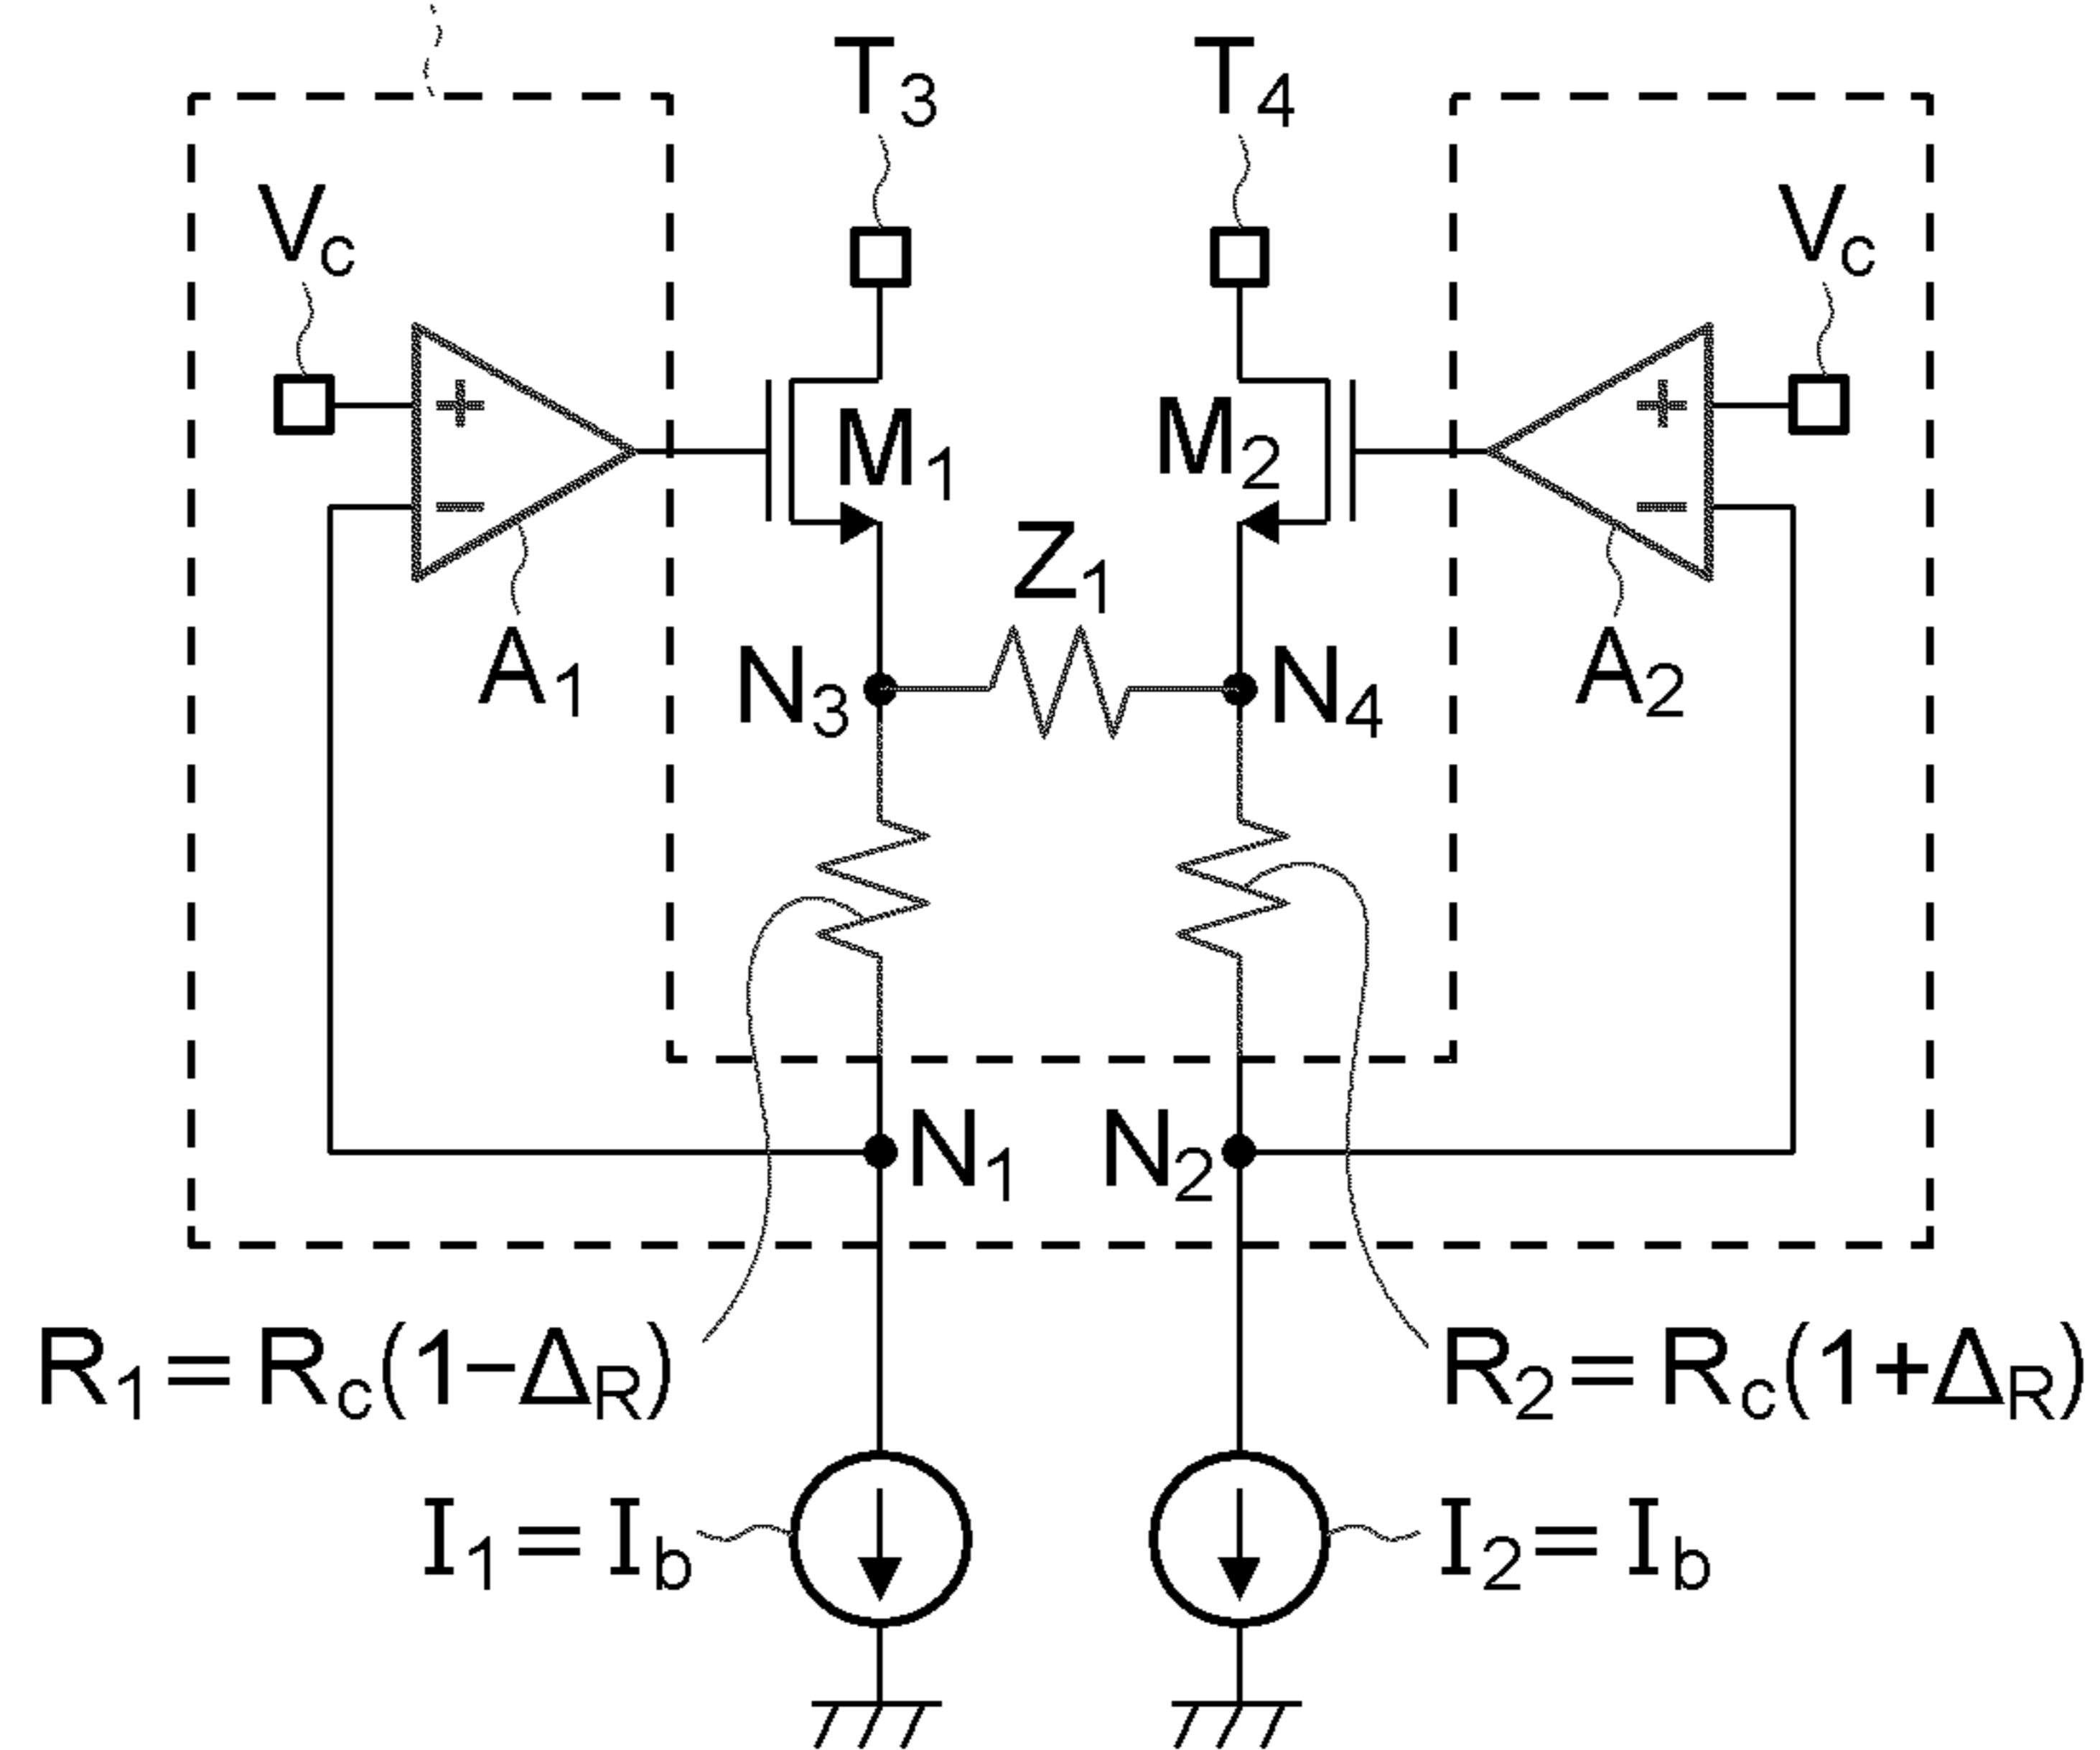 T3
T4
Vc
Vc
+
+
M1
M2
−
−
Z1
A1
A2
N3
N4
N1
N2
R1=Rc(1−ΔR)
R2=Rc(1+ΔR)
I1=Ib
I2=Ib